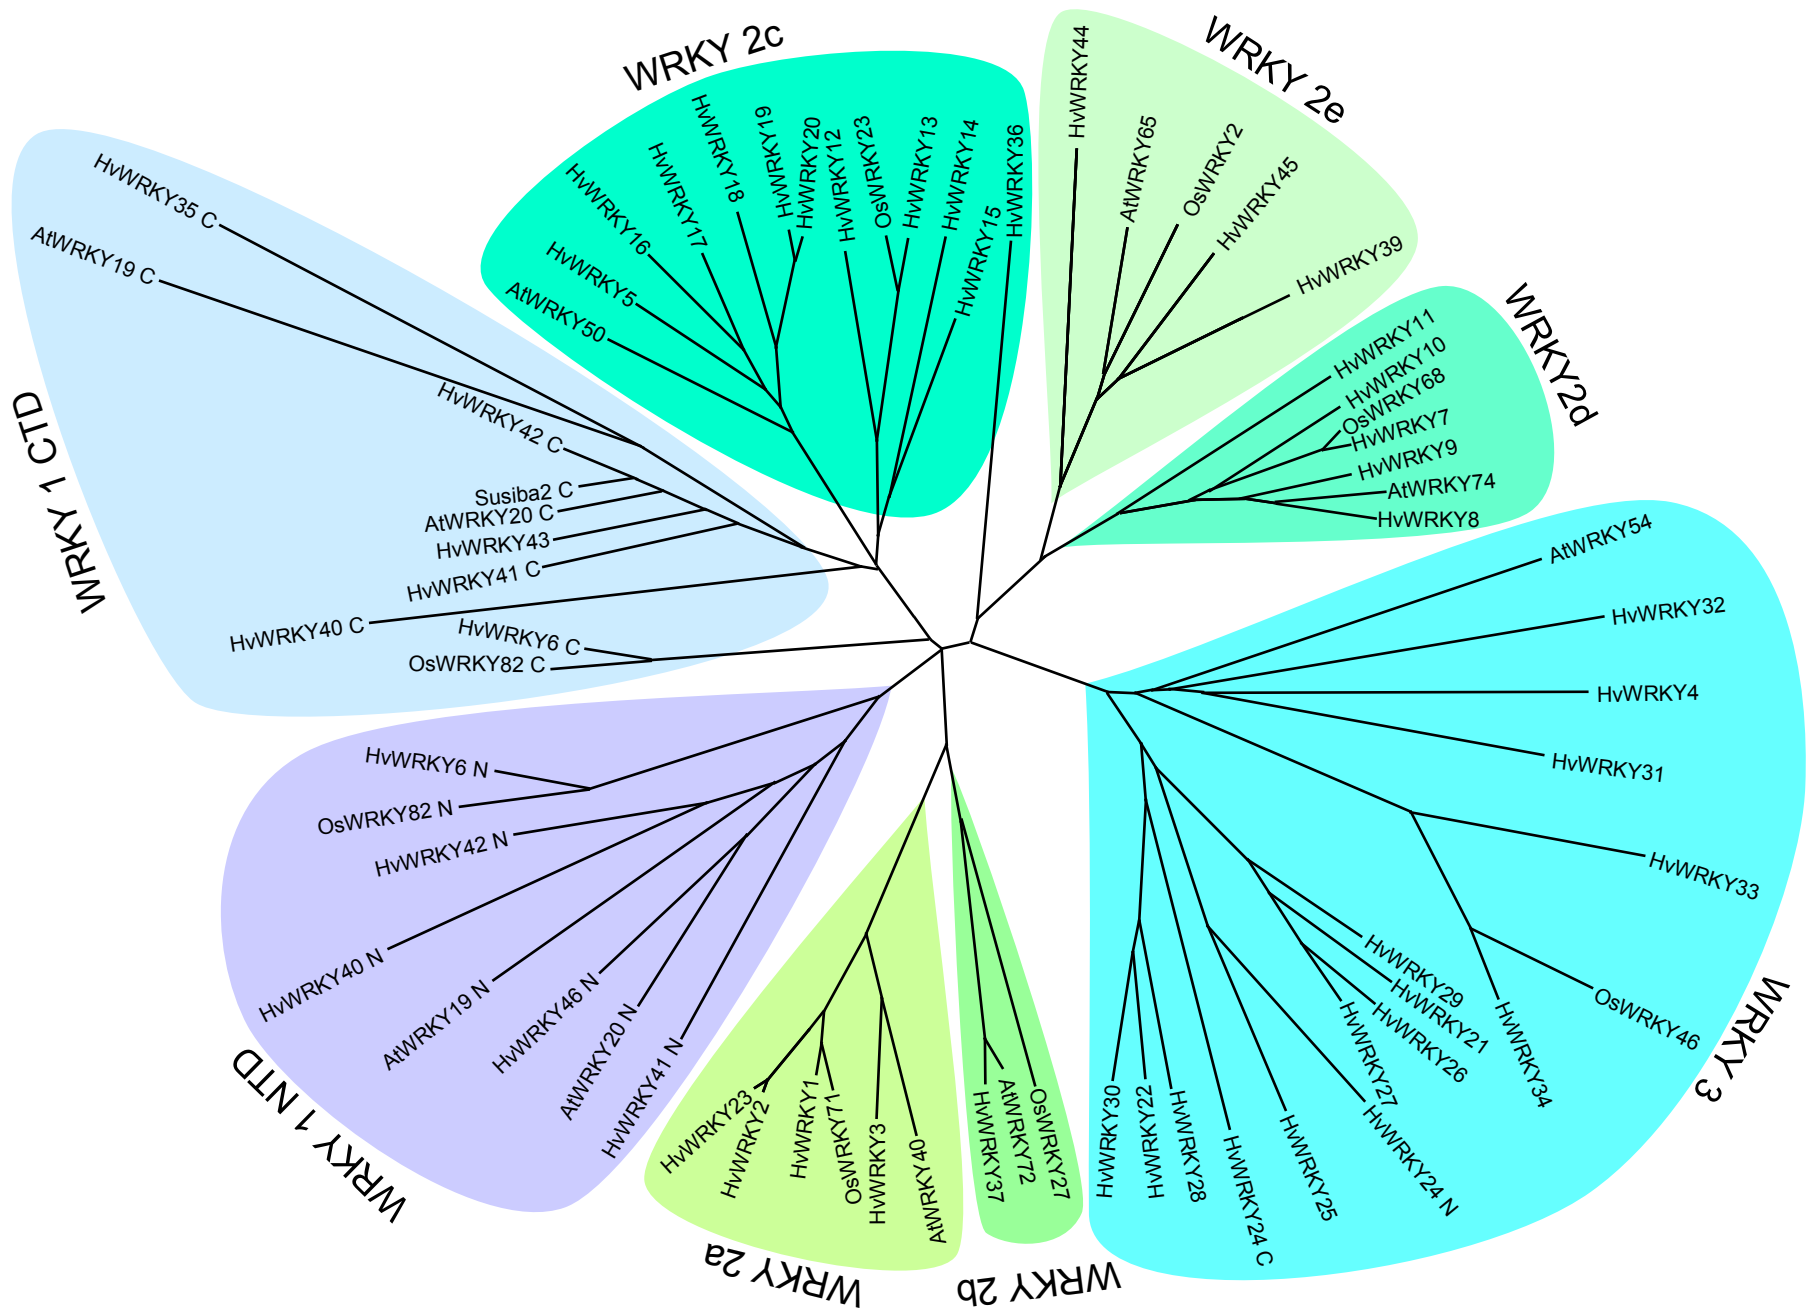 WRKY 2c
HvWRKY5
AtWRKY50
HvWRKY16
HvWRKY17
HvWRKY18
HvWRKY19
HvWRKY20
HvWRKY12
OsWRKY23
HvWRKY13
HvWRKY14
HvWRKY15
HvWRKY36
WRKY 2e
HvWRKY44
AtWRKY65
OsWRKY2
HvWRKY45
HvWRKY39
WRKY2d
HvWRKY11
HvWRKY10
OsWRKY68
HvWRKY7
HvWRKY9
AtWRKY74
HvWRKY8
WRKY 3
AtWRKY54
HvWRKY32
HvWRKY4
HvWRKY31
HvWRKY33
OsWRKY46
HvWRKY34
HvWRKY29
HvWRKY21
HvWRKY26
HvWRKY27
HvWRKY24 N
HvWRKY25
HvWRKY24 C
HvWRKY28
HvWRKY22
HvWRKY30
WRKY 2b
OsWRKY27
AtWRKY72
HvWRKY37
WRKY 2a
AtWRKY40
HvWRKY3
OsWRKY71
HvWRKY1
HvWRKY2
HvWRKY23
WRKY 1 NTD
HvWRKY41 N
AtWRKY20 N
HvWRKY46 N
AtWRKY19 N
HvWRKY40 N
HvWRKY42 N
OsWRKY82 N
HvWRKY6 N
WRKY 1 CTD
OsWRKY82 C
HvWRKY6 C
HvWRKY40 C
HvWRKY41 C
HvWRKY43
AtWRKY20 C
Susiba2 C
HvWRKY42 C
AtWRKY19 C
HvWRKY35 C